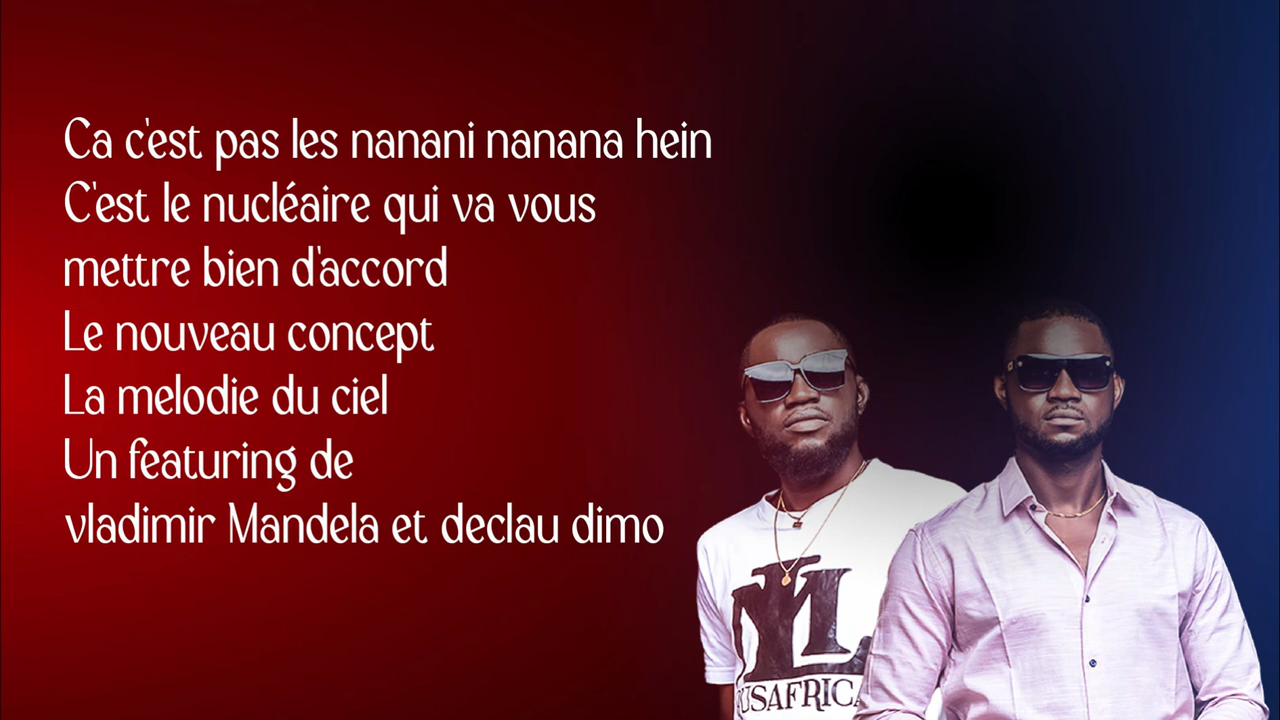 Ca c'est pas les nanani nanana hein
C'est le nucléaire qui va vous
mettre bien d'accord
Le nouveau concept
La melodie du ciel
Un featuring de
vladimir Mandela et declau dimo